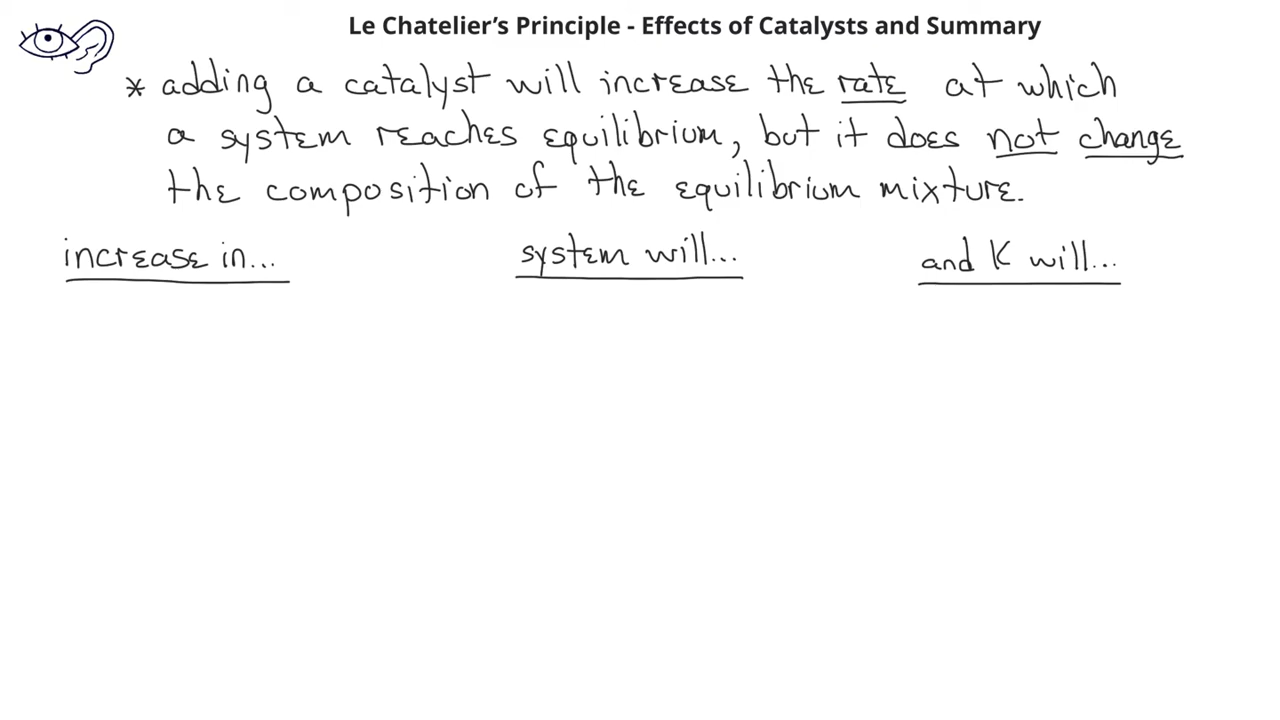 Le Chatelier’s Principle - Effects of Catalysts and Summary
* adding a catalyst will increase the rate at which
a system reaches equilibrium, but it does not change
the composition of the equilibrium mixture.
increase in... system will... and K will...